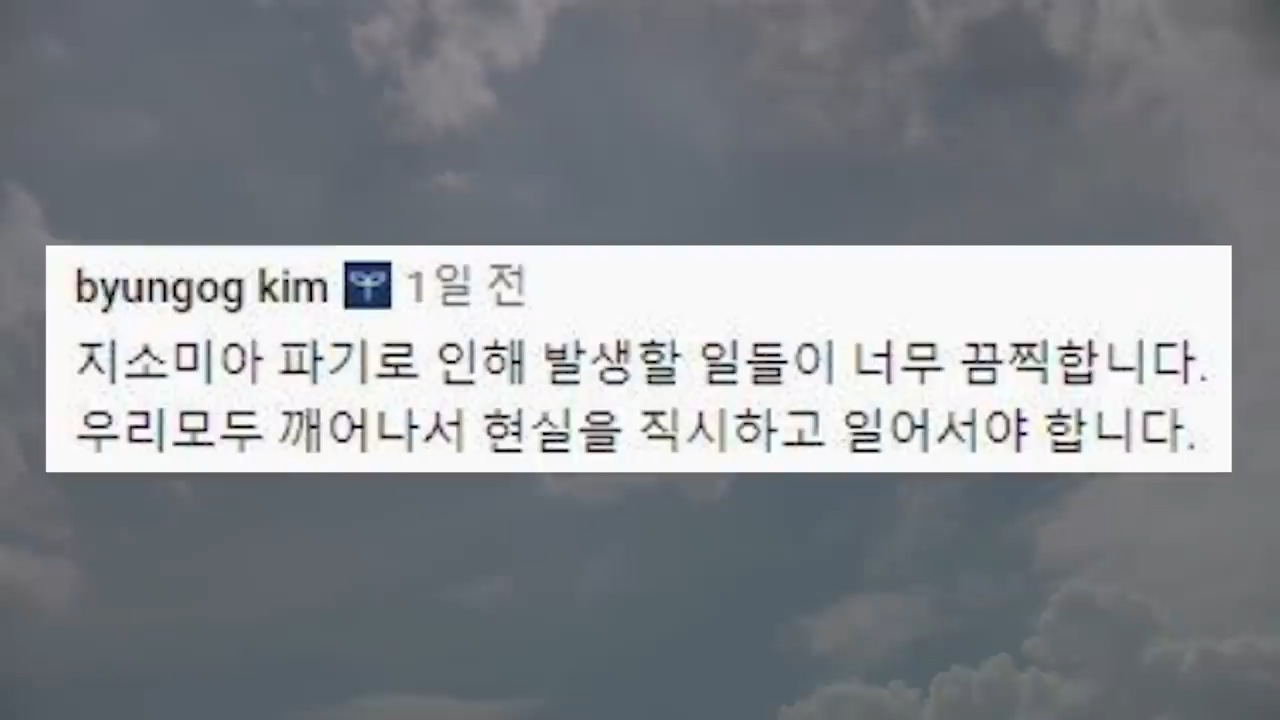 byungog kim 1일 전
지소미아 파기로 인해 발생할 일들이 너무 끔찍합니다.
우리모두 깨어나서 현실을 직시하고 일어서야 합니다.